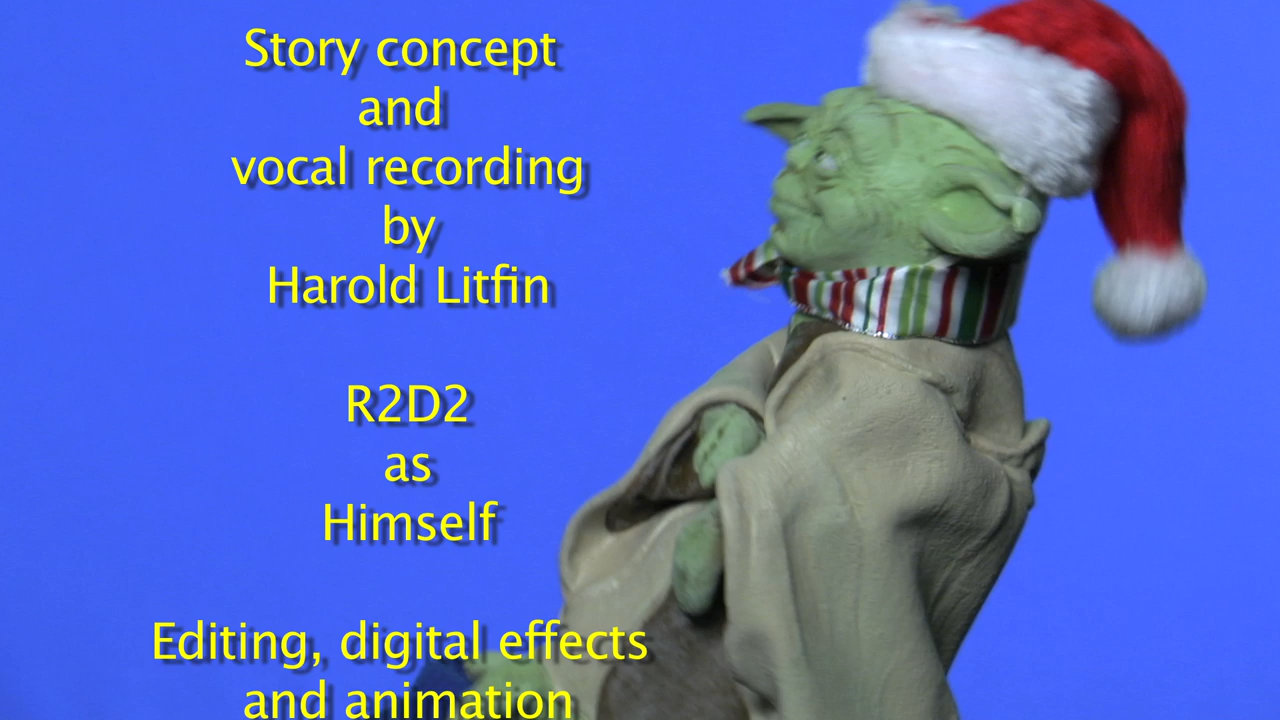 Story concept
and
vocal recording
by
Harold Litfin
R2D2
as
Himself
Editing, digital effects
and animation